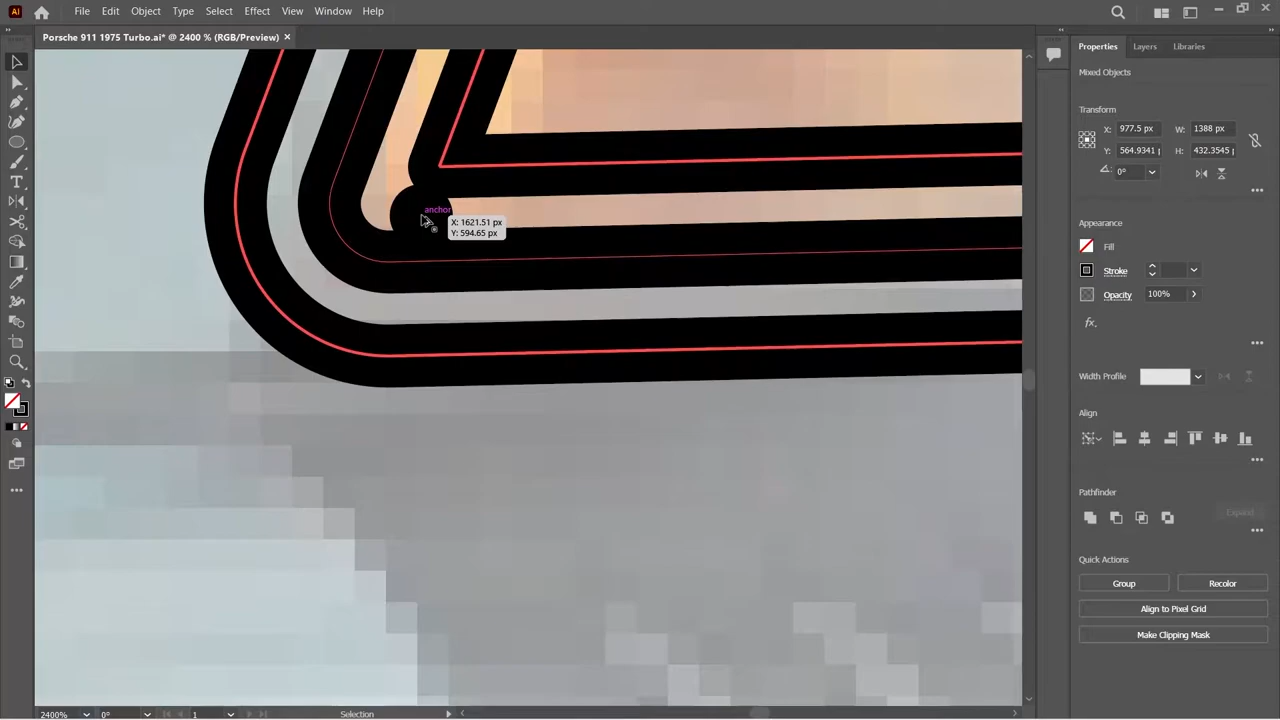 Ai
File Edit Object Type Select Effect View Window Help
Porsche 911 1975 Turbo.ai* @ 2400 % (RGB/Preview) ×
Properties Layers Libraries
Mixed Objects
Transform
X: 977.5 px W: 1388 px
Y: 564.9341 p H: 432.3545 p
0°
Appearance
Fill
Stroke
Opacity 100%
fx.
Width Profile
Align
Pathfinder
Expand
Quick Actions
Group Recolor
Align to Pixel Grid
Make Clipping Mask
anchor
X: 1621.51 px
Y: 594.65 px
2400% 0° 1 Selection